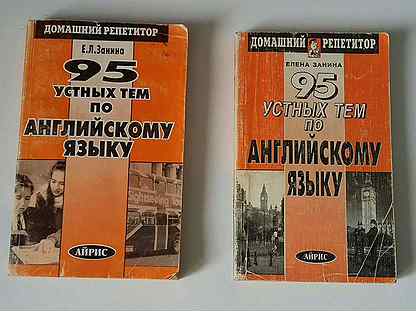 ДОМАШНИЙ РЕПЕТИТОР
Е.Л.Занина
95
УСТНЫХ ТЕМ
ПО
АНГЛИЙСКОМУ
ЯЗЫКУ
АЙРИС
ДОМАШНИЙ РЕПЕТИТОР
ЕЛЕНА ЗАНИНА
95
УСТНЫХ ТЕМ
ПО
АНГЛИЙСКОМУ
ЯЗЫКУ
АЙРИС